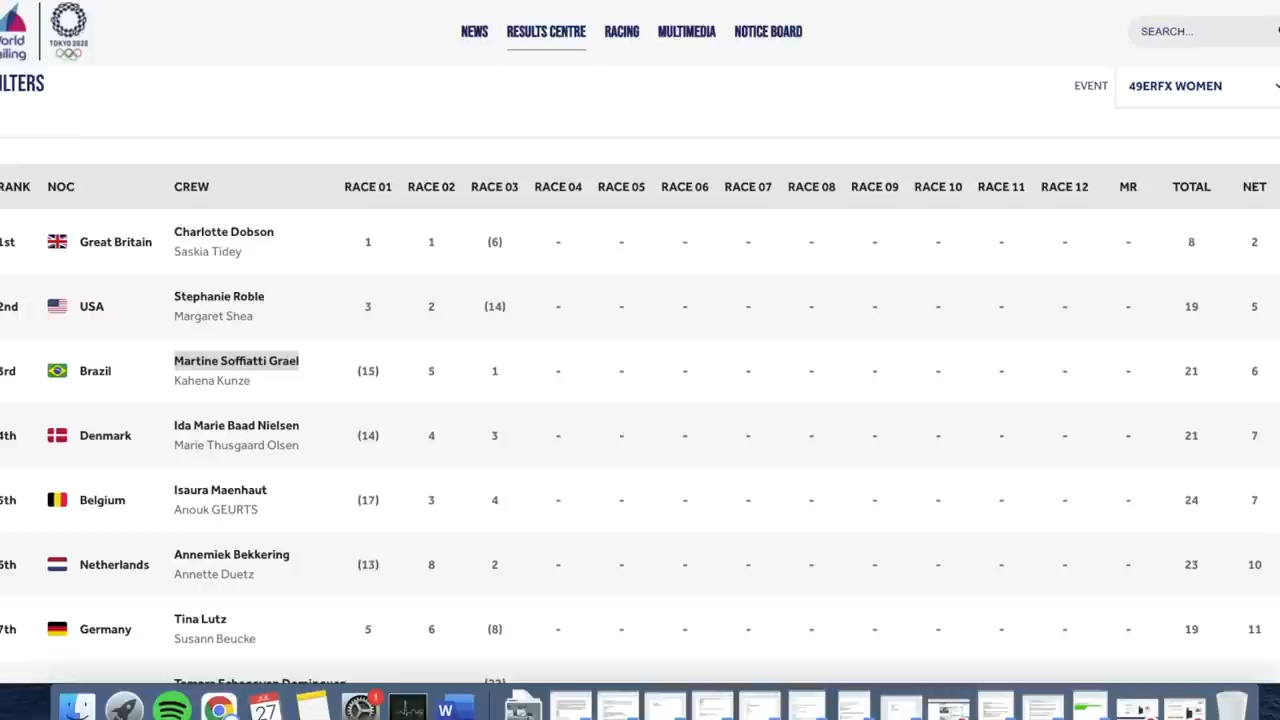 orld
iling
TOKYO 2020
NEWS RESULTS CENTRE RACING MULTIMEDIA NOTICE BOARD
SEARCH...
ILTERS
EVENT 49ERFX WOMEN
RANK NOC CREW RACE 01 RACE 02 RACE 03 RACE 04 RACE 05 RACE 06 RACE 07 RACE 08 RACE 09 RACE 10 RACE 11 RACE 12 MR TOTAL NET
1st Great Britain Charlotte Dobson 1 1 (6) - - - - - - - - - - 8 2
Saskia Tidey
2nd USA Stephanie Roble 3 2 (14) - - - - - - - - - - 19 5
Margaret Shea
3rd Brazil Martine Soffiatti Grael (15) 5 1 - - - - - - - - - - 21 6
Kahena Kunze
4th Denmark Ida Marie Baad Nielsen (14) 4 3 - - - - - - - - - - 21 7
Marie Thusgaard Olsen
5th Belgium Isaura Maenhaut (17) 3 4 - - - - - - - - - - 24 7
Anouk GEURTS
6th Netherlands Annemiek Bekkering (13) 8 2 - - - - - - - - - - 23 10
Annette Duetz
7th Germany Tina Lutz 5 6 (8) - - - - - - - - - - 19 11
Susann Beucke
JUL
27
1
W